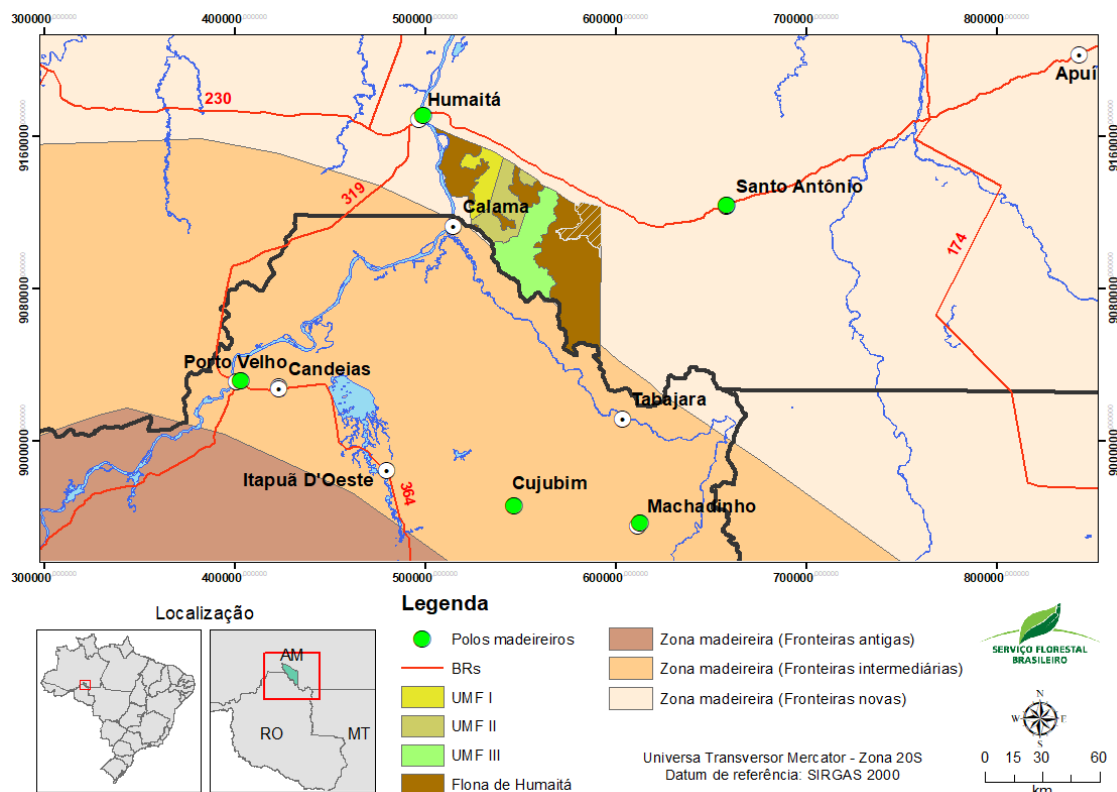 300000 400000 500000 600000 700000 800000
9160000
9080000
9000000
9160000
9080000
9000000
230
Humaitá
Apuí
319
Calama
Santo Antônio
174
Porto Velho
Candeias
Tabajara
Itapuã D'Oeste
364
Cujubim
Machadinho
300000 400000 500000 600000 700000 800000
Localização
AM
RO
MT
Legenda
Polos madeireiros
BRs
UMF I
UMF II
UMF III
Flona de Humaitá
Zona madeireira (Fronteiras antigas)
Zona madeireira (Fronteiras intermediárias)
Zona madeireira (Fronteiras novas)
Universa Transversor Mercator - Zona 20S
Datum de referência: SIRGAS 2000
SERVIÇO FLORESTAL
BRASILEIRO
N
W E
S
0 15 30 60
km